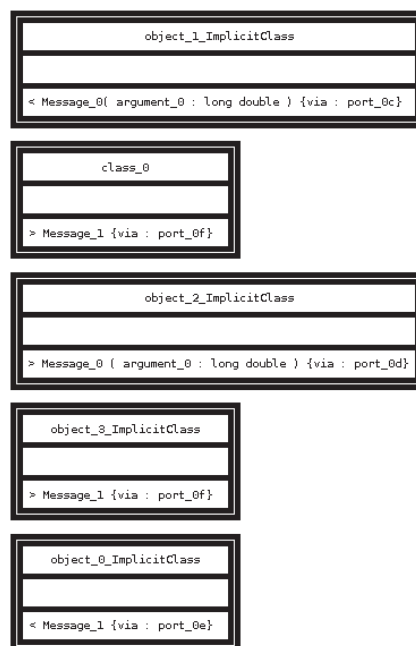 object_1_ImplicitClass
< Message_0( argument_0 : long double ) {via : port_0c}
class_0
> Message_1 {via : port_0f}
object_2_ImplicitClass
> Message_0 ( argument_0 : long double ) {via : port_0d}
object_3_ImplicitClass
> Message_1 {via : port_0f}
object_0_ImplicitClass
< Message_1 {via : port_0e}